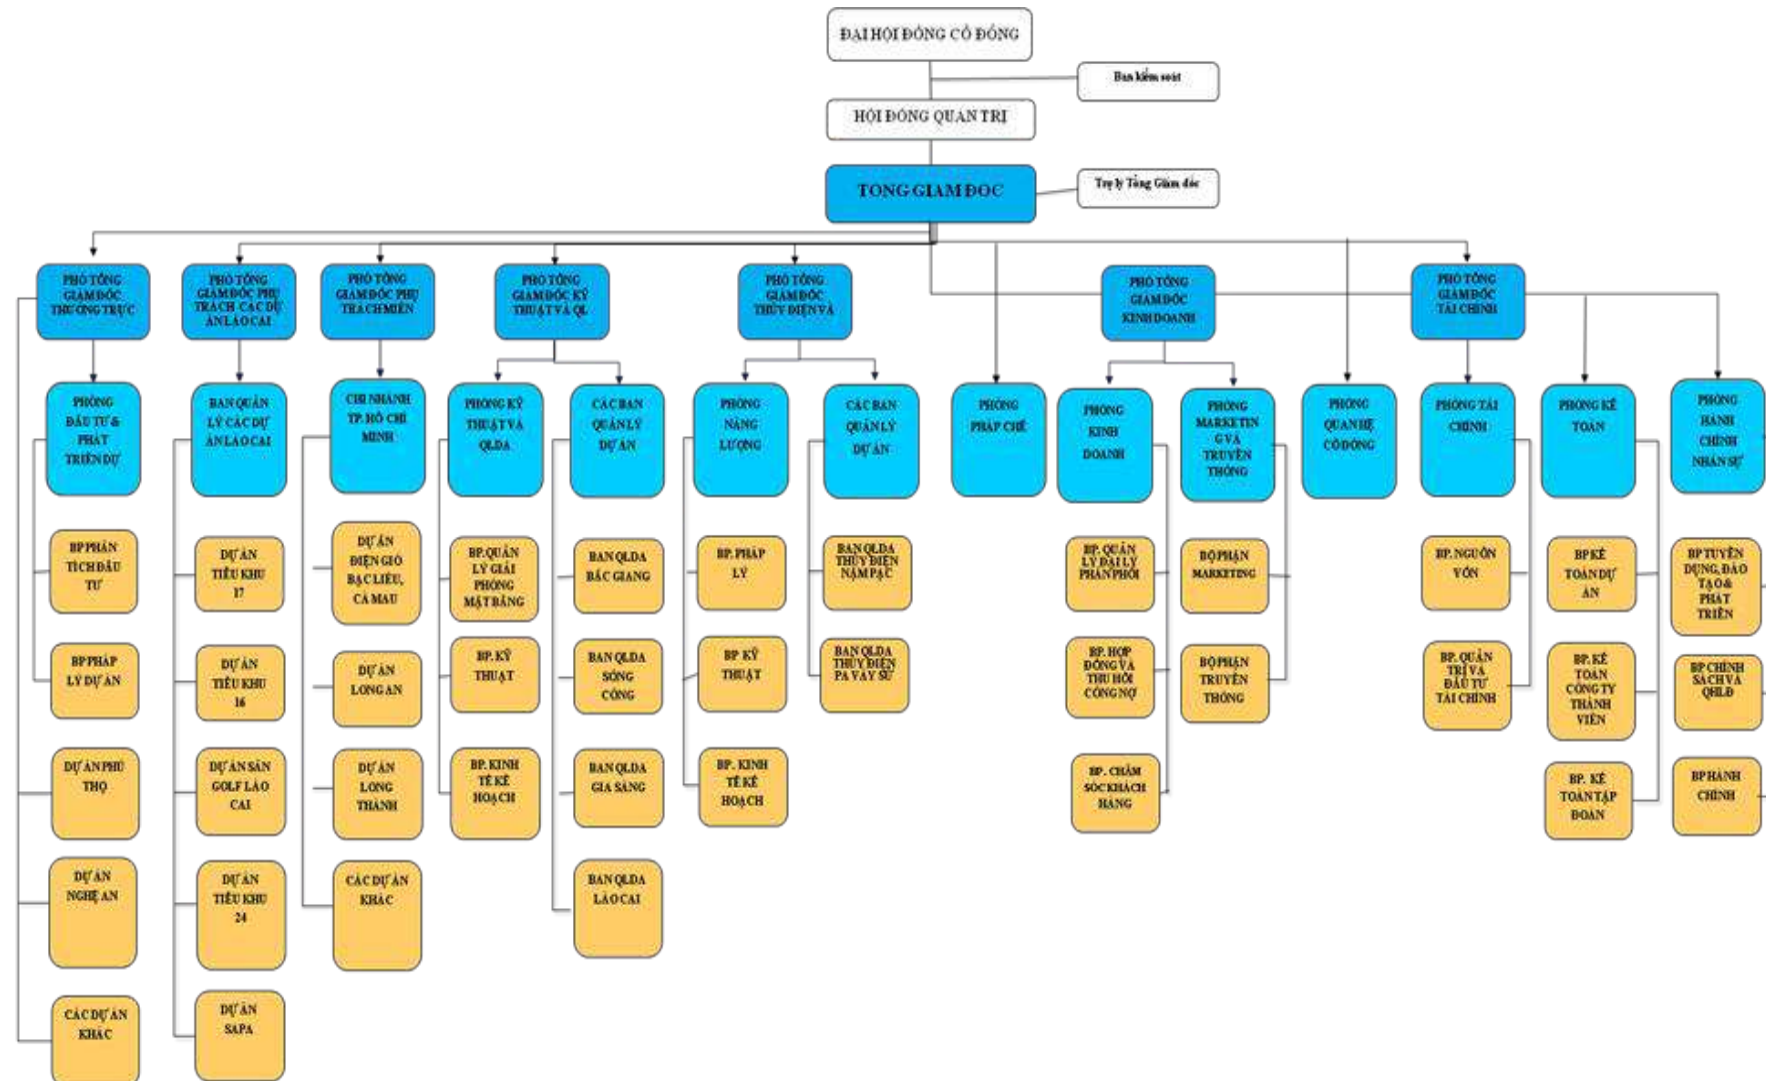 ĐẠI HỘI ĐỒNG CỔ ĐÔNG
Ban kiểm soát
HỘI ĐỒNG QUẢN TRỊ
TỔNG GIÁM ĐỐC
Trợ lý Tổng Giám đốc
PHÓ TỔNG
GIÁM ĐỐC
THƯỜNG TRỰC
PHÓ TỔNG
GIÁM ĐỐC PHỤ
TRÁCH CÁC DỰ
ÁN LÀO CAI
PHÓ TỔNG
GIÁM ĐỐC PHỤ
TRÁCH MIỀN
PHÓ TỔNG
GIÁM ĐỐC KỸ
THUẬT VÀ QL
PHÓ TỔNG
GIÁM ĐỐC
THỦY ĐIỆN VÀ
PHÓ TỔNG
GIÁM ĐỐC
KINH DOANH
PHÓ TỔNG
GIÁM ĐỐC
TÀI CHÍNH
PHÒNG
ĐẦU TƯ &
PHÁT
TRIỂN DỰ
BAN QUẢN
LÝ CÁC DỰ
ÁN LÀO CAI
CHI NHÁNH
TP. HỒ CHÍ
MINH
PHÒNG KỸ
THUẬT VÀ
QLDA
CÁC BAN
QUẢN LÝ
DỰ ÁN
PHÒNG
NĂNG
LƯỢNG
CÁC BAN
QUẢN LÝ
DỰ ÁN
PHÒNG
PHÁP CHẾ
PHÒNG
KINH
DOANH
PHÒNG
MARKETIN
G VÀ
TRUYỀN
THÔNG
PHÒNG
QUAN HỆ
CỔ ĐÔNG
PHÒNG TÀI
CHÍNH
PHÒNG KẾ
TOÁN
PHÒNG
HÀNH
CHÍNH
NHÂN SỰ
BP PHÂN
TÍCH ĐẦU
TƯ
BP PHÁP
LÝ DỰ ÁN
DỰ ÁN PHÚ
THỌ
DỰ ÁN
NGHỆ AN
CÁC DỰ ÁN
KHÁC
DỰ ÁN
TIỂU KHU
17
DỰ ÁN
TIỂU KHU
16
DỰ ÁN SÂN
GOLF LÀO
CAI
DỰ ÁN
TIỂU KHU
24
DỰ ÁN
SAPA
DỰ ÁN
ĐIỆN GIÓ
BẠC LIÊU,
CÀ MAU
DỰ ÁN
LONG AN
DỰ ÁN
LONG
THÀNH
CÁC DỰ ÁN
KHÁC
BP. QUẢN
LÝ GIẢI
PHÓNG
MẶT BẰNG
BP. KỸ
THUẬT
BP. KINH
TẾ KẾ
HOẠCH
BAN QLDA
BẮC GIANG
BAN QLDA
SÔNG
CÔNG
BAN QLDA
GIA SÀNG
BAN QLDA
LÀO CAI
BP. PHÁP
LÝ
BP KỸ
THUẬT
BP. KINH
TẾ KẾ
HOẠCH
BAN QLDA
THỦY ĐIỆN
NẬM PẠC
BAN QLDA
THỦY ĐIỆN
PA VÂY SỬ
BP. QUẢN
LÝ ĐẠI LÝ
PHÂN PHỐI
BP. HỢP
ĐỒNG VÀ
THU HỒI
CÔNG NỢ
BP. CHĂM
SÓC KHÁCH
HÀNG
BỘ PHẬN
MARKETING
BỘ PHẬN
TRUYỀN
THÔNG
BP. NGUỒN
VỐN
BP. QUẢN
TRỊ VÀ
ĐẦU TƯ
TÀI CHÍNH
BP KẾ
TOÁN DỰ
ÁN
BP. KẾ
TOÁN
CÔNG TY
THÀNH
VIÊN
BP. KẾ
TOÁN TẬP
ĐOÀN
BP TUYỂN
DỤNG, ĐÀO
TẠO &
PHÁT
TRIỂN
BP CHÍNH
SÁCH VÀ
QHLĐ
BP HÀNH
CHÍNH